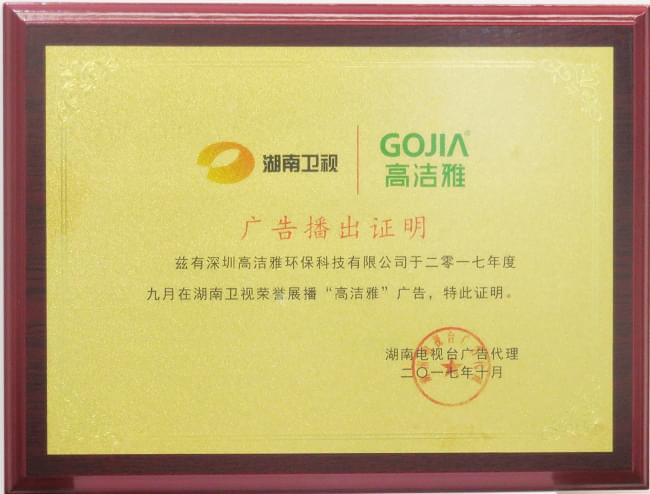 湖南卫视
GOJIA®
高洁雅
广告播出证明
兹有深圳高洁雅环保科技有限公司于二零一七年度
九月在湖南卫视荣誉展播“高洁雅”广告，特此证明。
湖南电视台广告代理
二〇一七年十月